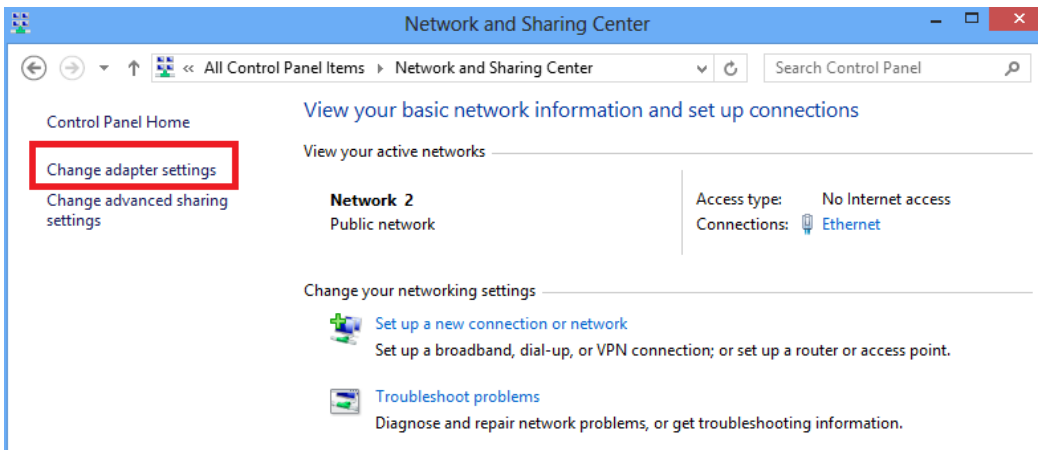 Network and Sharing Center
« All Control Panel Items Network and Sharing Center
Search Control Panel
Control Panel Home
Change adapter settings
Change advanced sharing
settings
View your basic network information and set up connections
View your active networks
Network 2
Public network
Access type: No Internet access
Connections: Ethernet
Change your networking settings
Set up a new connection or network
Set up a broadband, dial-up, or VPN connection; or set up a router or access point.
Troubleshoot problems
Diagnose and repair network problems, or get troubleshooting information.